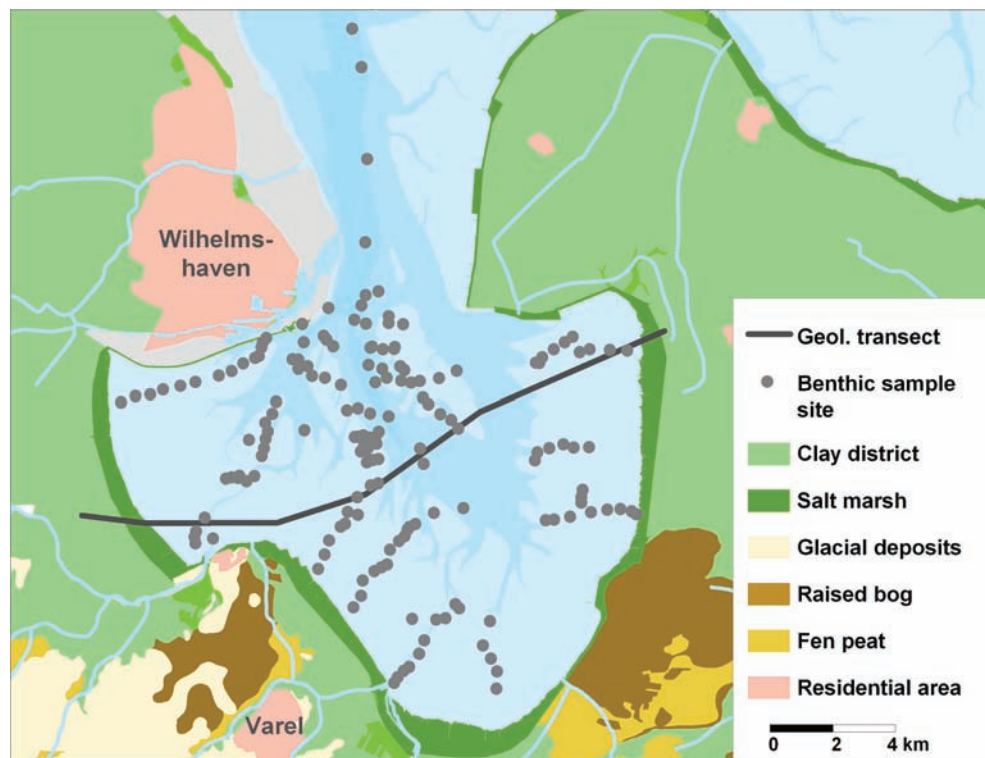 Wilhelms-
haven
Varel
Geol. transect
Benthic sample
site
Clay district
Salt marsh
Glacial deposits
Raised bog
Fen peat
Residential area
0 2 4 km